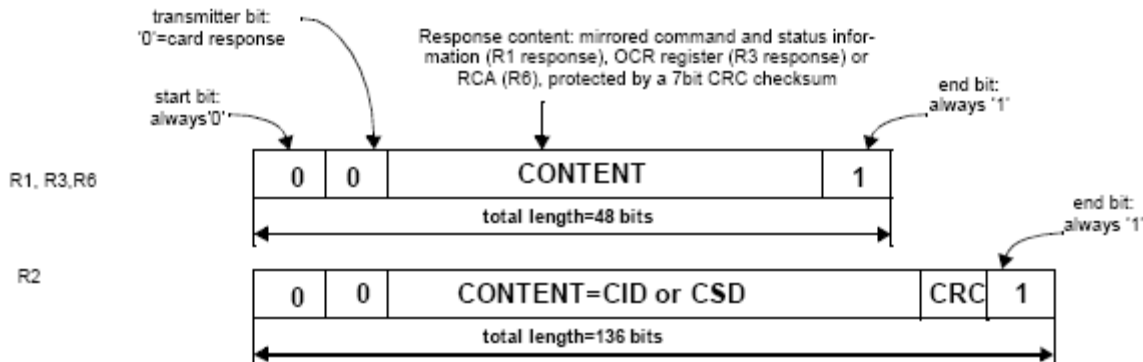 transmitter bit:
'0'=card response
Response content: mirrored command and status infor-
mation (R1 response), OCR register (R3 response) or
RCA (R6), protected by a 7bit CRC checksum
start bit:
always'0'
end bit:
always '1'
R1, R3,R6
0 0 CONTENT 1
total length=48 bits
end bit:
always '1'
R2
0 0 CONTENT=CID or CSD CRC 1
total length=136 bits